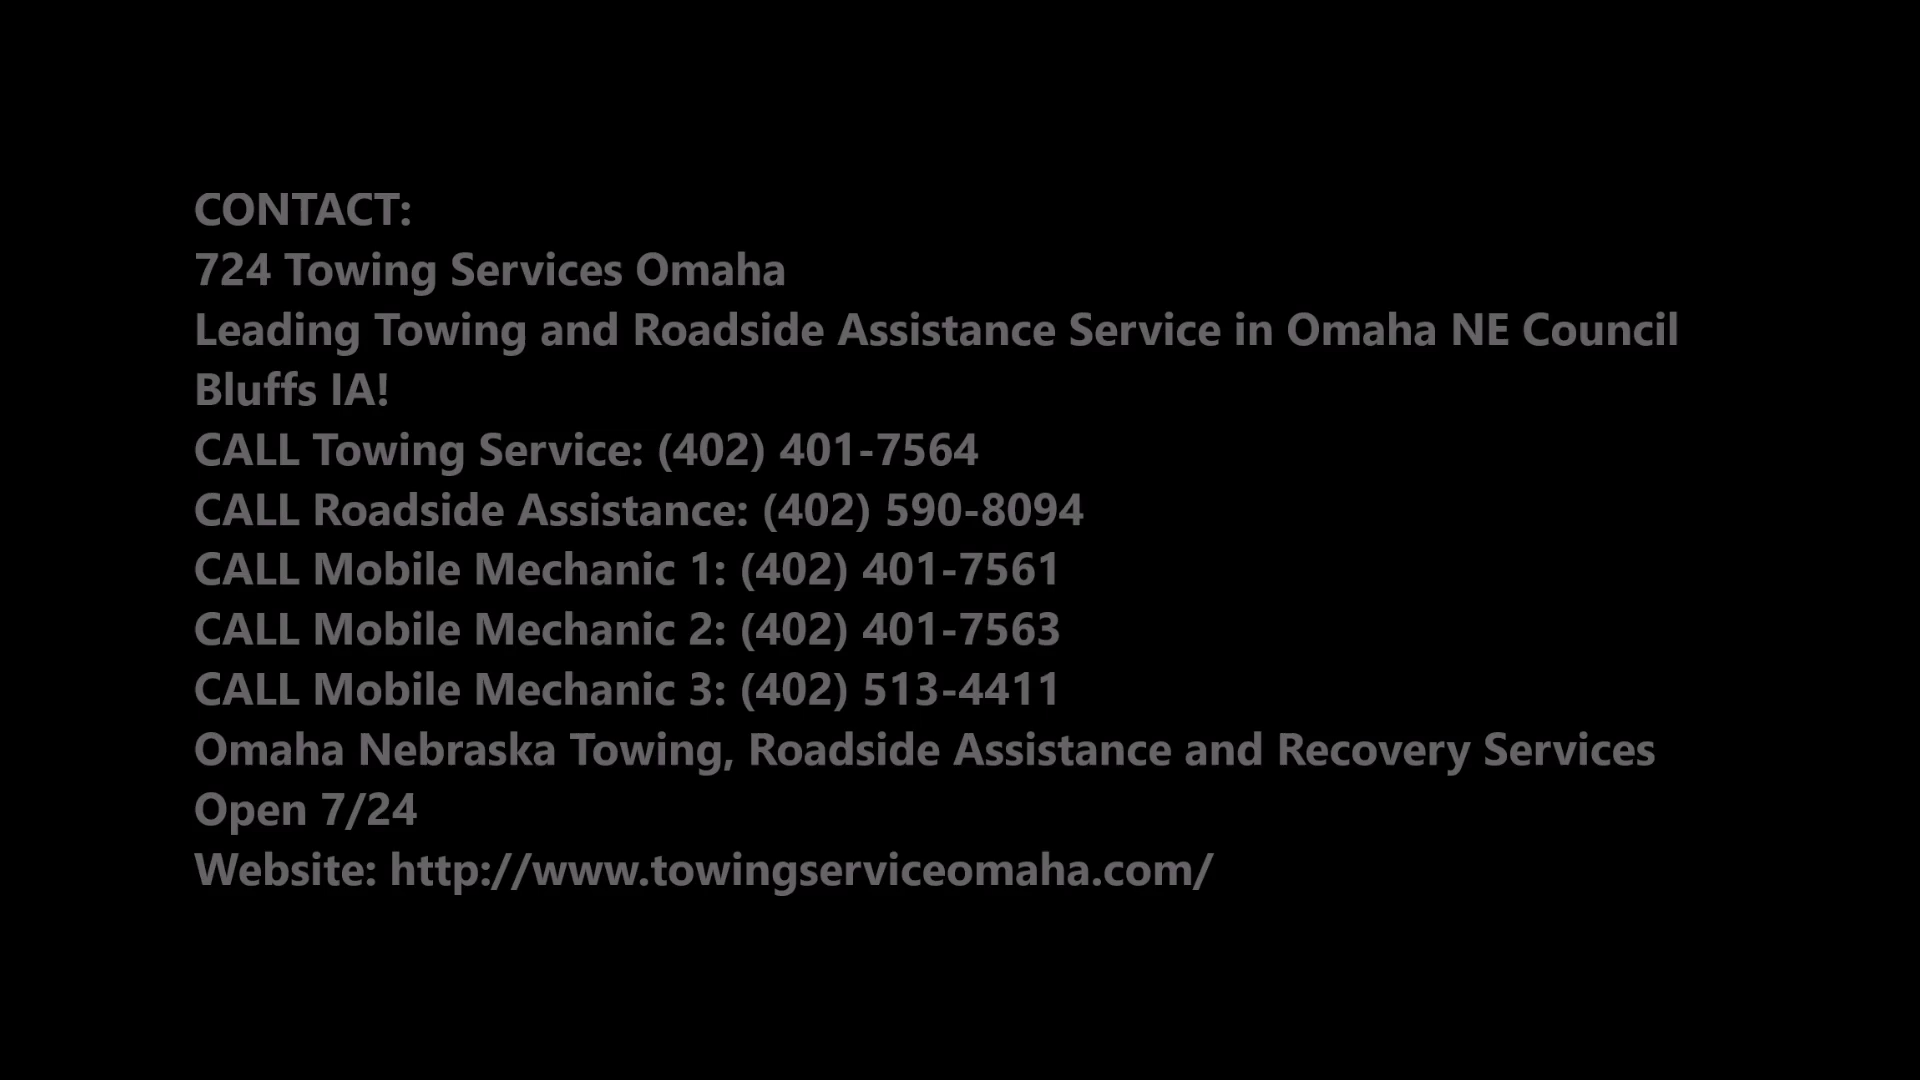 CONTACT:
724 Towing Services Omaha
Leading Towing and Roadside Assistance Service in Omaha NE Council
Bluffs IA!
CALL Towing Service: (402) 401-7564
CALL Roadside Assistance: (402) 590-8094
CALL Mobile Mechanic 1: (402) 401-7561
CALL Mobile Mechanic 2: (402) 401-7563
CALL Mobile Mechanic 3: (402) 513-4411
Omaha Nebraska Towing, Roadside Assistance and Recovery Services
Open 7/24
Website: http://www.towingserviceomaha.com/